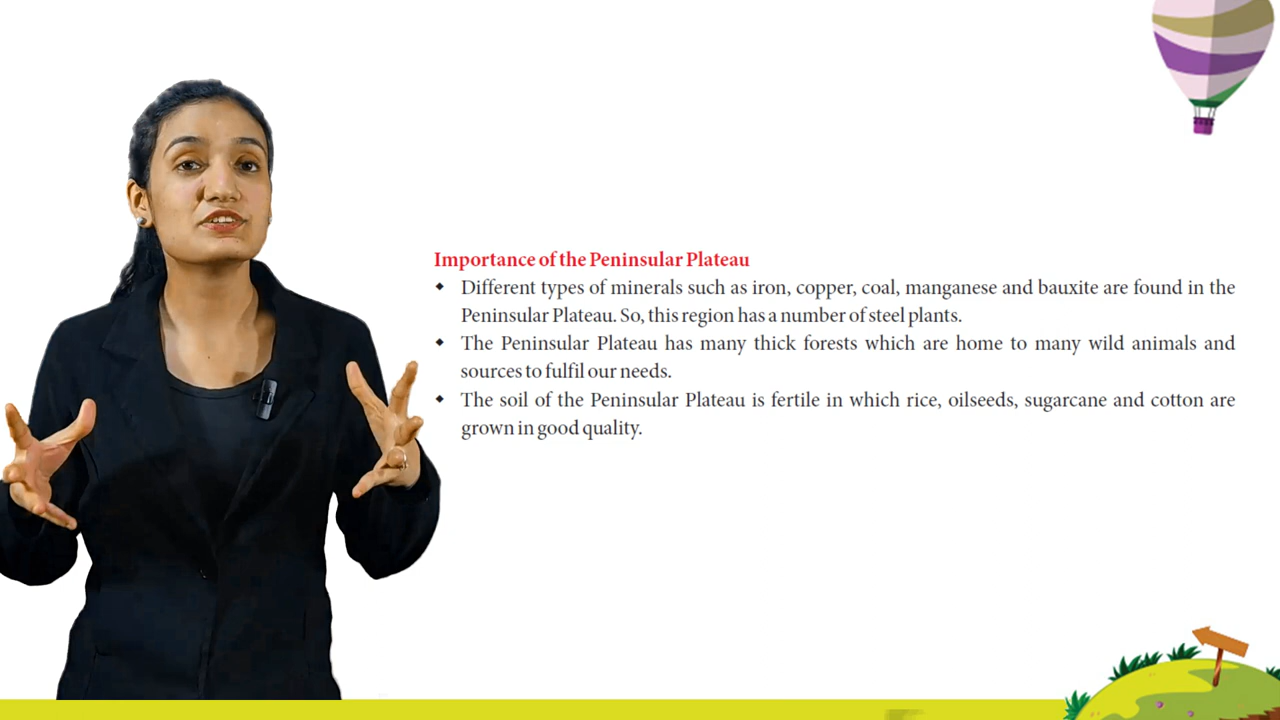 Importance of the Peninsular Plateau
◆ Different types of minerals such as iron, copper, coal, manganese and bauxite are found in the
Peninsular Plateau. So, this region has a number of steel plants.
◆ The Peninsular Plateau has many thick forests which are home to many wild animals and
sources to fulfil our needs.
◆ The soil of the Peninsular Plateau is fertile in which rice, oilseeds, sugarcane and cotton are
grown in good quality.